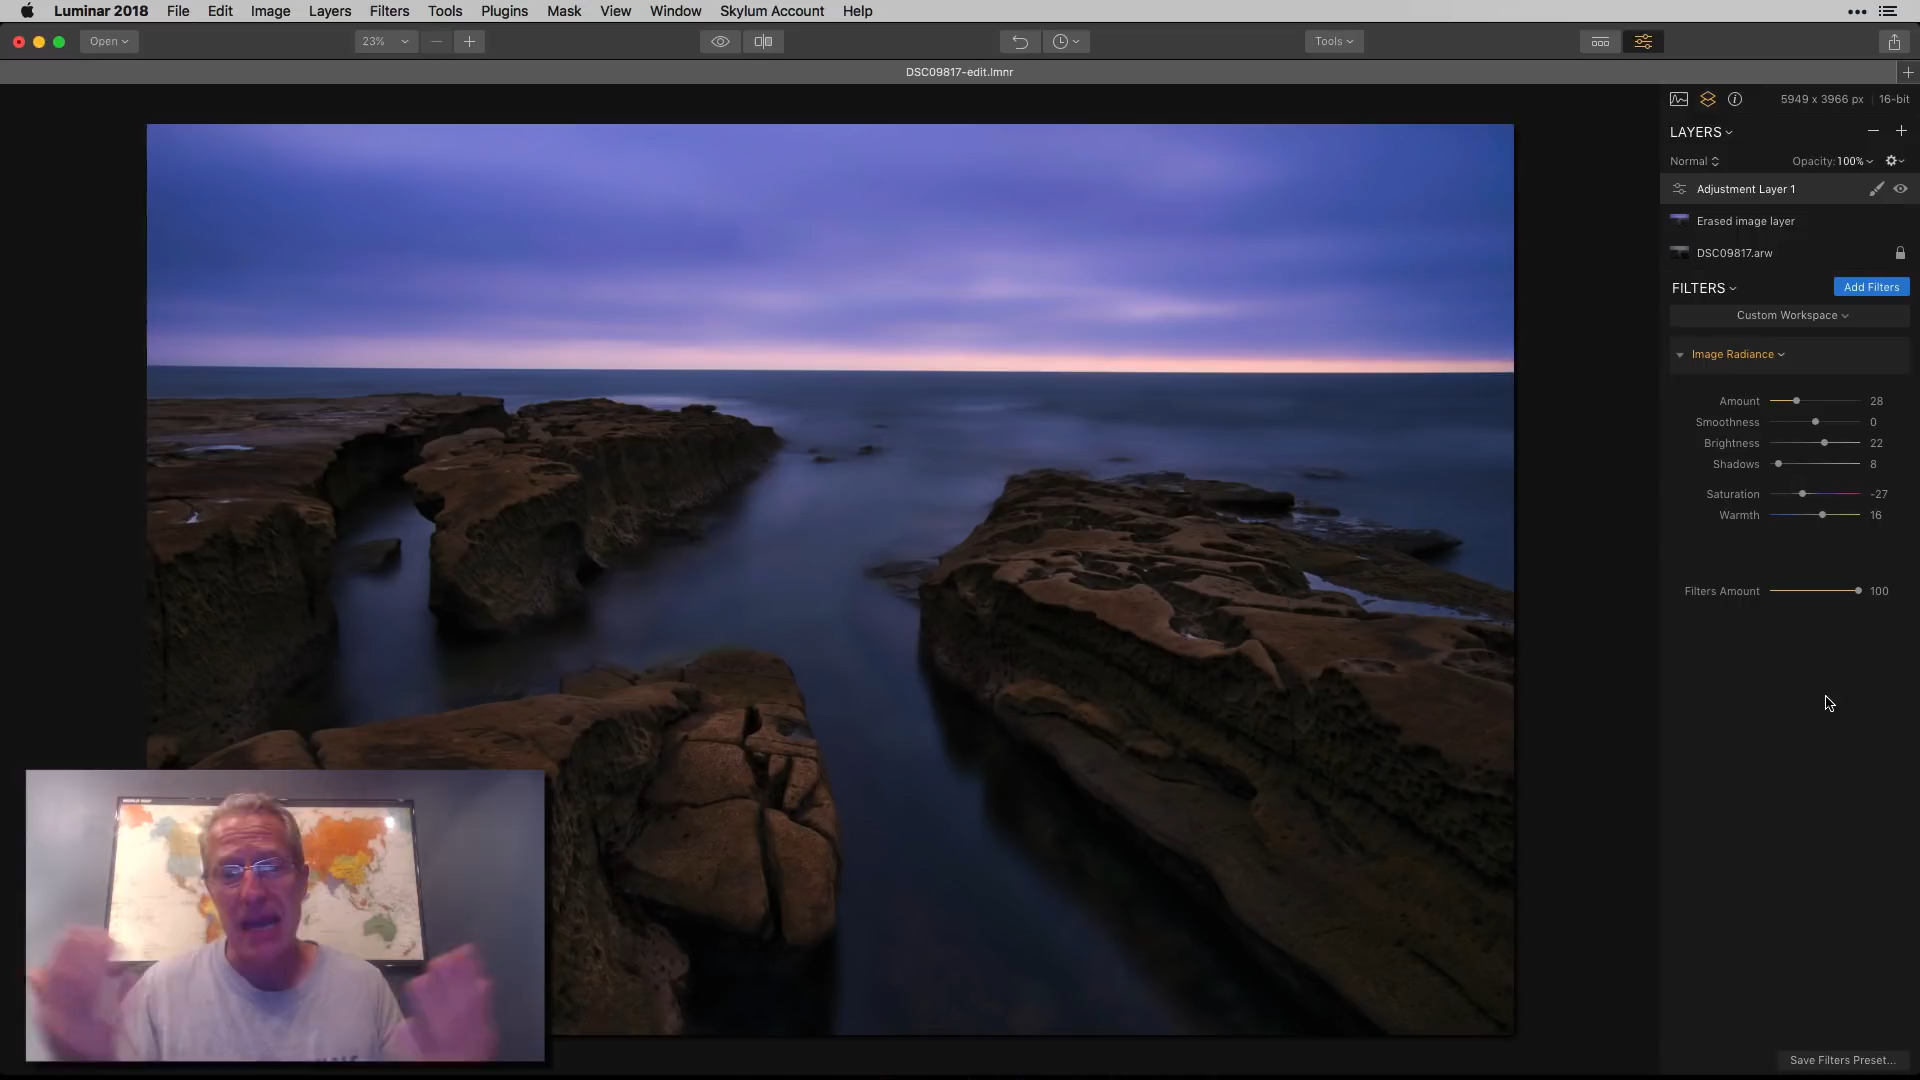 Luminar 2018 File Edit Image Layers Filters Tools Plugins Mask View Window Skylum Account Help
Open 23% Tools
DSC09817-edit.lmnr
5949 x 3966 px 16-bit
LAYERS
Normal Opacity: 100%
Adjustment Layer 1
Erased image layer
DSC09817.arw
FILTERS Add Filters
Custom Workspace
Image Radiance
Amount 28
Smoothness 0
Brightness 22
Shadows 8
Saturation -27
Warmth 16
Filters Amount 100
Save Filters Preset...